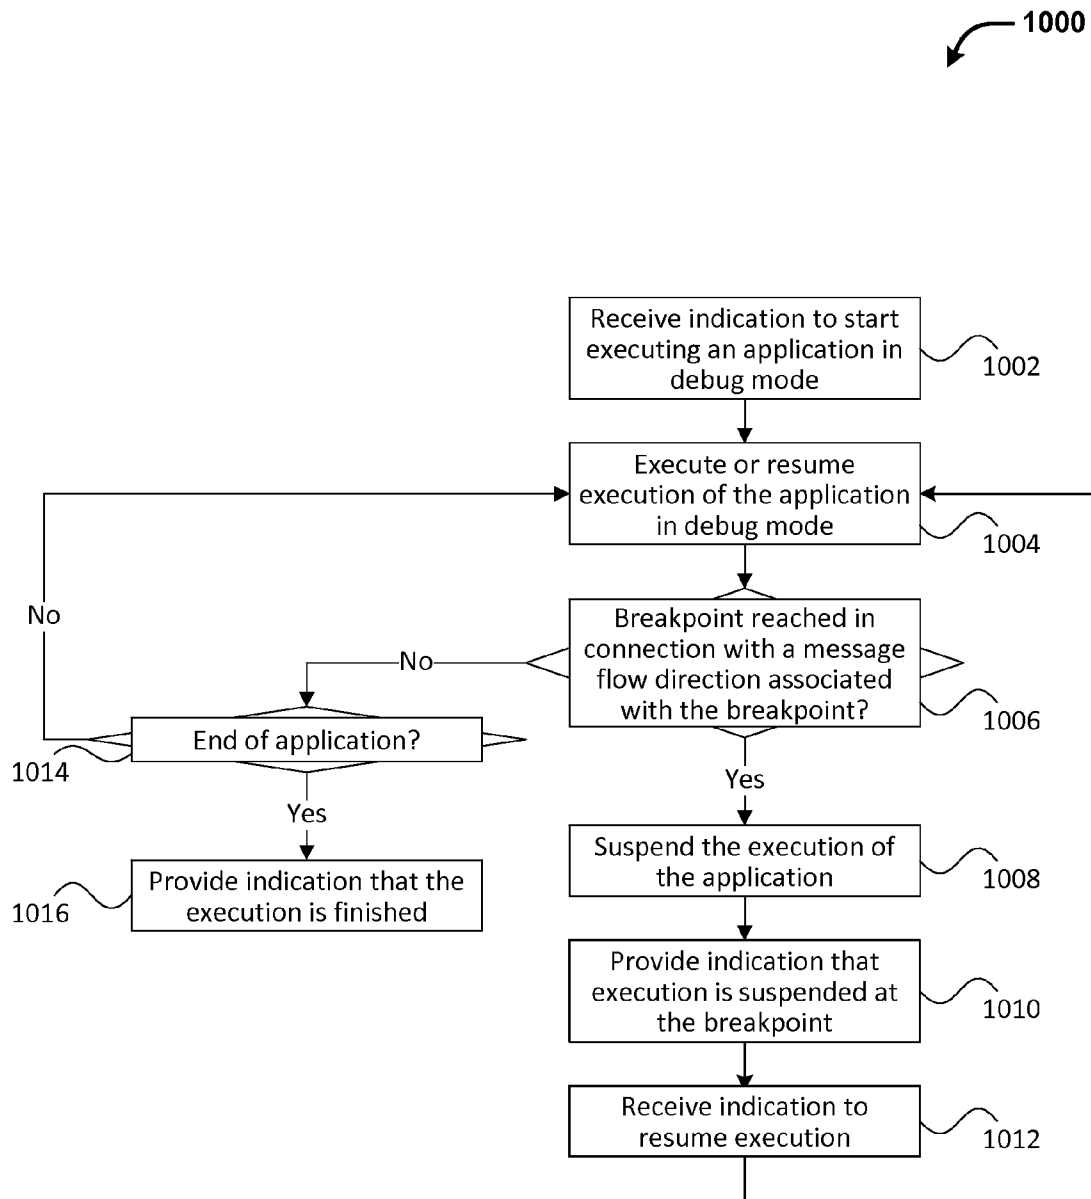 1000
Receive indication to start
executing an application in
debug mode
1002
Execute or resume
execution of the application
in debug mode
1004
No
Breakpoint reached in
connection with a message
flow direction associated
with the breakpoint?
1006
No
End of application?
1014
Yes
Yes
Suspend the execution of
the application
1008
Provide indication that the
execution is finished
1016
Provide indication that
execution is suspended at
the breakpoint
1010
Receive indication to
resume execution
1012